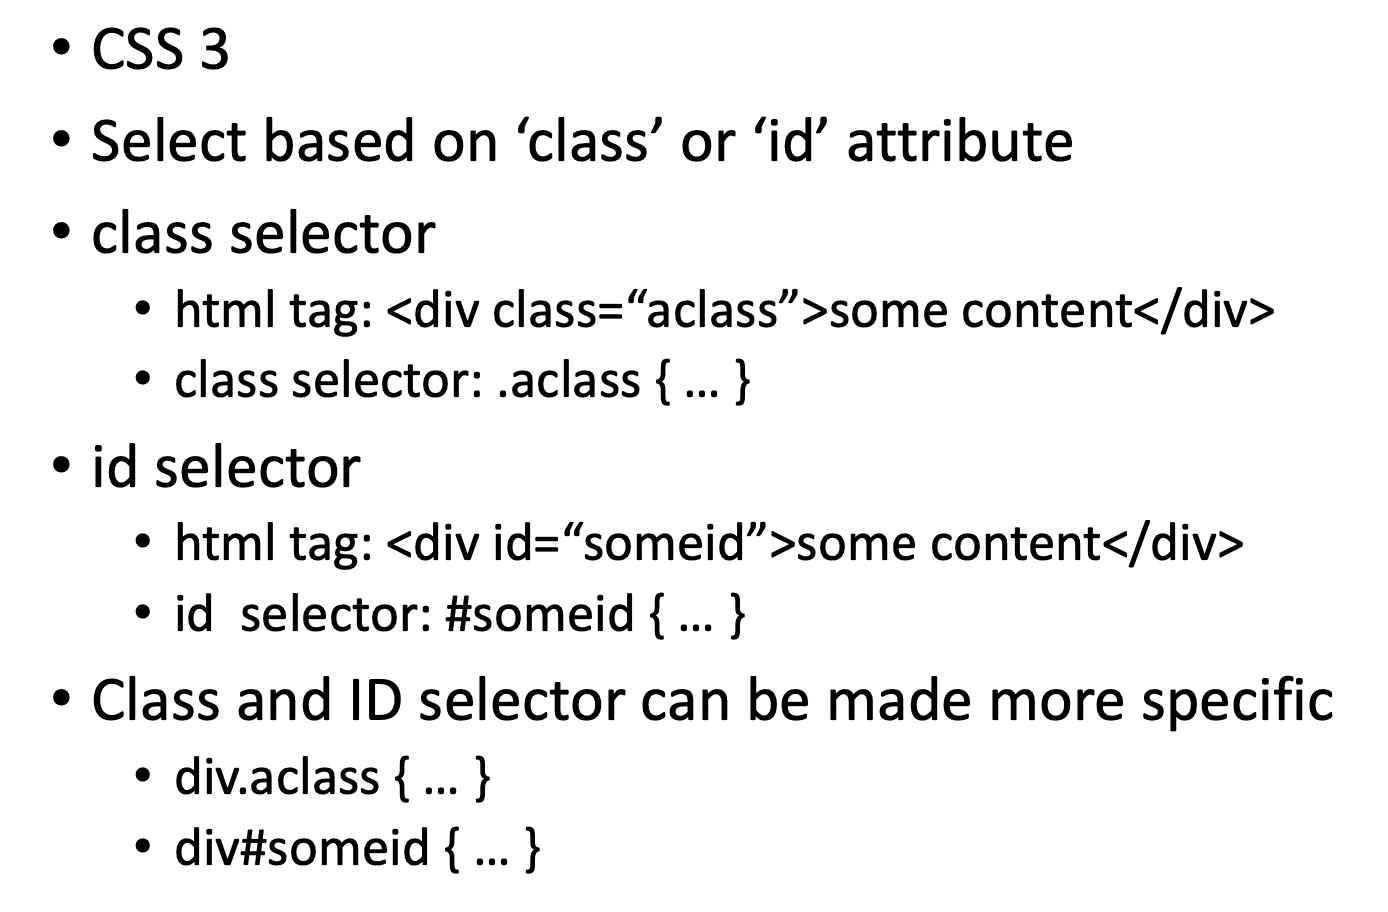 • CSS 3
• Select based on ‘class’ or ‘id’ attribute
• class selector
• html tag: <div class=“aclass”>some content</div>
• class selector: .aclass { … }
• id selector
• html tag: <div id=“someid”>some content</div>
• id  selector: #someid { … }
• Class and ID selector can be made more specific
• div.aclass { … }
• div#someid { … }